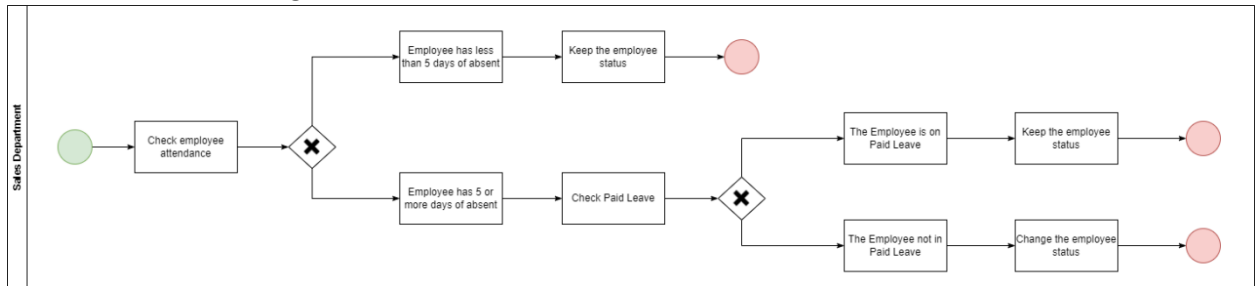 Sales Department
Check employee
attendance
Employee has less
than 5 days of absent
Keep the employee
status
Employee has 5 or
more days of absent
Check Paid Leave
The Employee is on
Paid Leave
Keep the employee
status
The Employee not in
Paid Leave
Change the employee
status